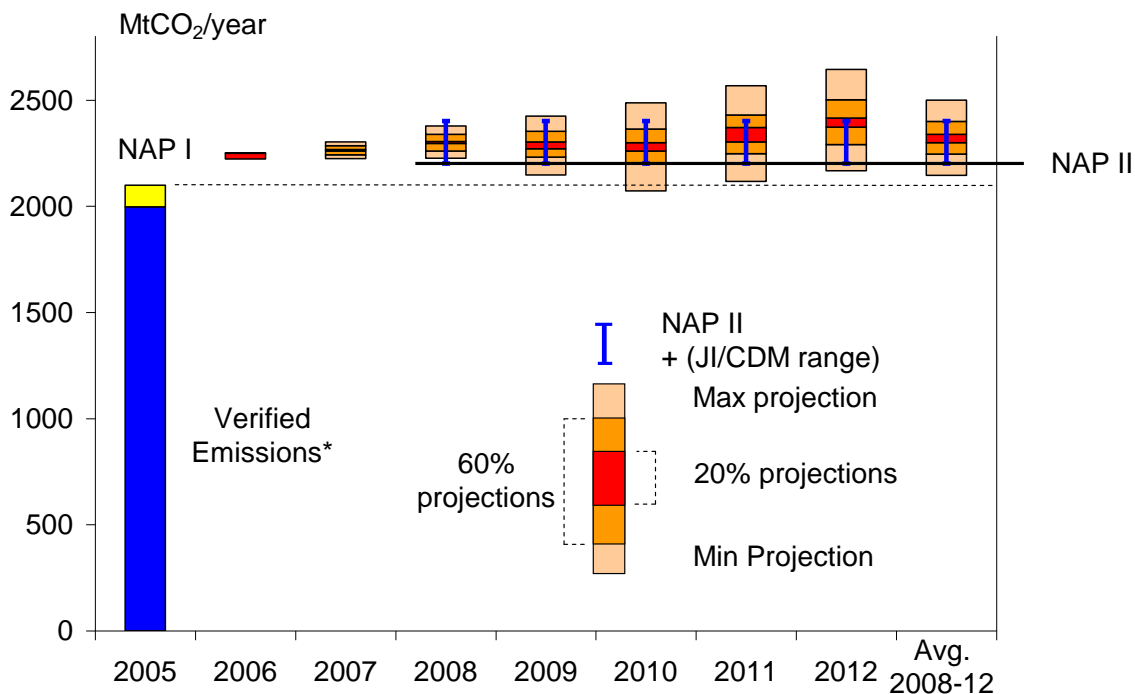 MtCO₂/year
2500
NAP I
NAP II
2000
1500
NAP II
+ (JI/CDM range)
1000
Max projection
Verified
Emissions*
60%
projections
20% projections
500
Min Projection
0
2005 2006 2007 2008 2009 2010 2011 2012 Avg.
2008-12